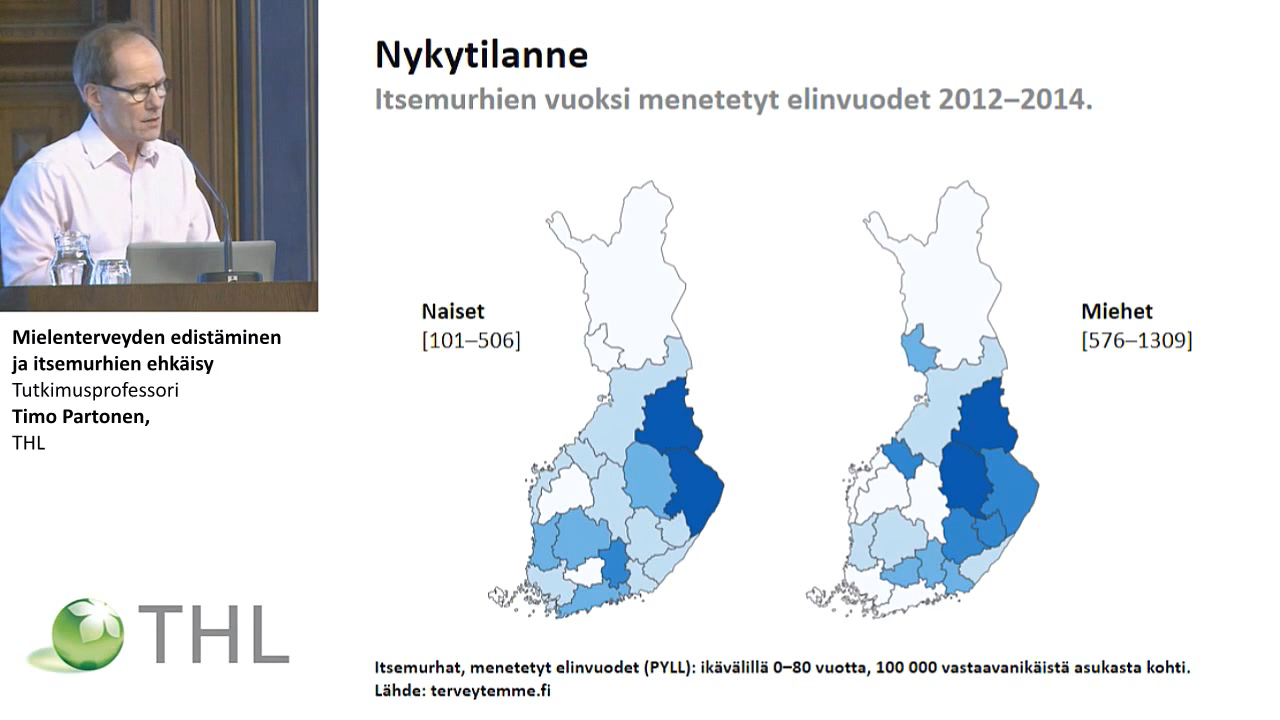 Nykytilanne
Itsemurhien vuoksi menetetyt elinvuodet 2012–2014.
Naiset
[101–506]
Miehet
[576–1309]
Mielenterveyden edistäminen
ja itsemurhien ehkäisy
Tutkimusprofessori
Timo Partonen,
THL
THL
Itsemurhat, menetetyt elinvuodet (PYLL): ikävälillä 0–80 vuotta, 100 000 vastaavanikäistä asukasta kohti.
Lähde: terveytemme.fi